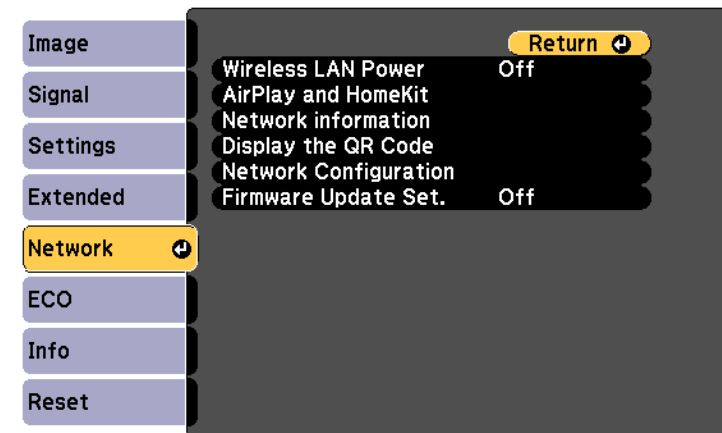 Image
Signal
Settings
Extended
Network
ECO
Info
Reset
Return
Wireless LAN Power Off
AirPlay and HomeKit
Network information
Display the QR Code
Network Configuration
Firmware Update Set. Off